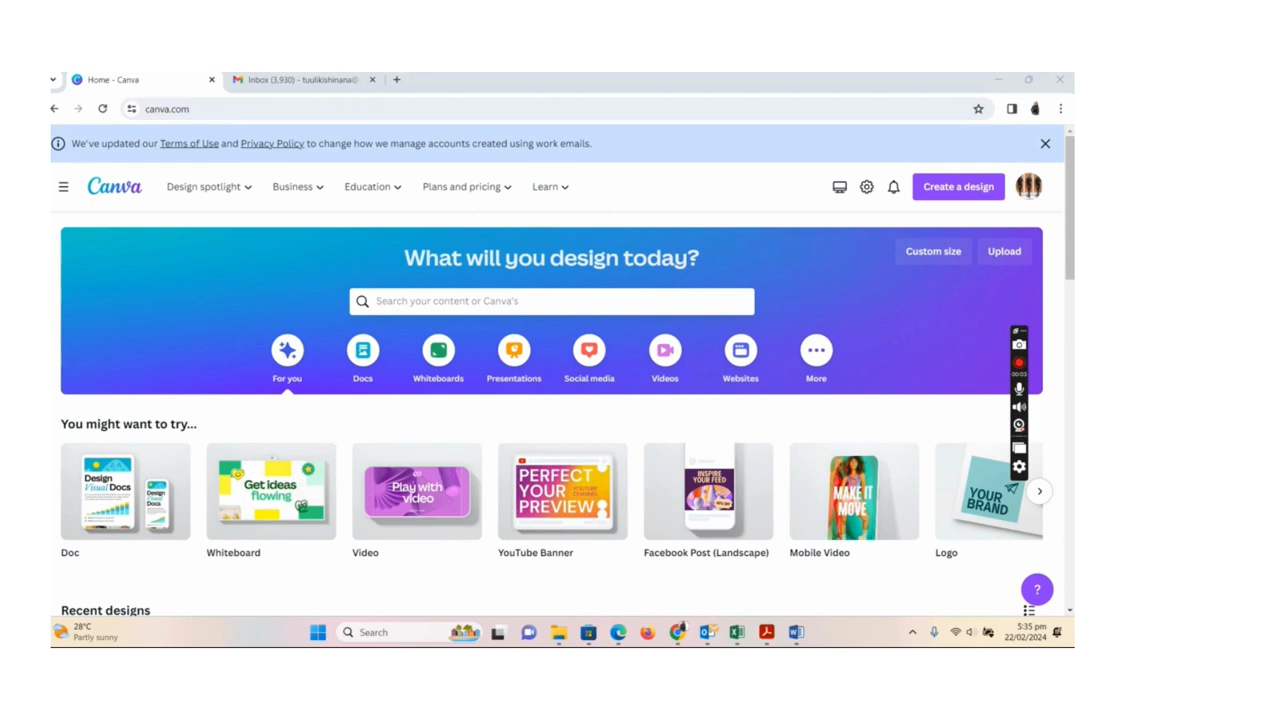 Home - Canva
Inbox (3,930) - tuulikishinana@
canva.com
We've updated our Terms of Use and Privacy Policy to change how we manage accounts created using work emails.
Canva
Design spotlight
Business
Education
Plans and pricing
Learn
Create a design
What will you design today?
Custom size
Upload
Search your content or Canva's
For you
Docs
Whiteboards
Presentations
Social media
Videos
Websites
More
00:03
You might want to try...
Design
Visual Docs
Design
Visual
Docs
Get ideas
flowing
Play with
video
PERFECT
YOUR
PREVIEW
INSPIRE
YOUR FEED
MAKE IT
MOVE
YOUR
BRAND
Doc
Whiteboard
Video
YouTube Banner
Facebook Post (Landscape)
Mobile Video
Logo
?
Recent designs
28°C
Partly sunny
Search
5:35 pm
22/02/2024